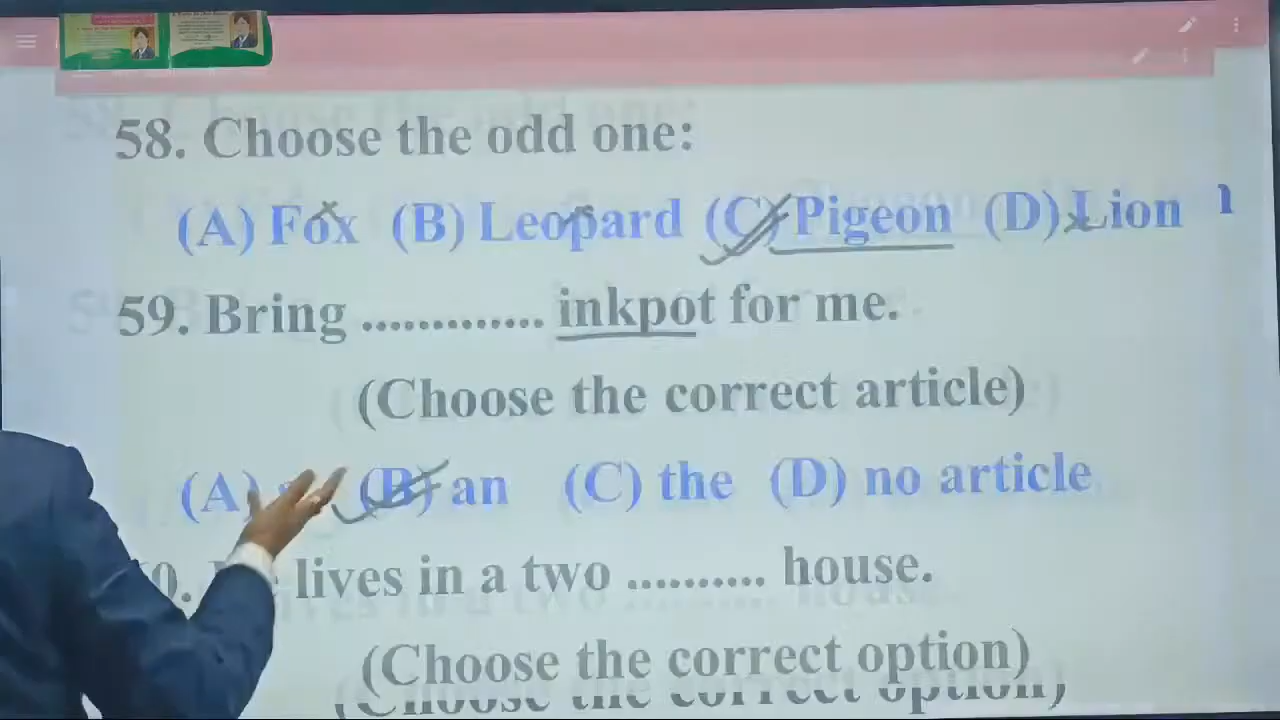 58. Choose the odd one:
(A) Fox (B) Leopard (C) Pigeon (D) Lion
59. Bring ............. inkpot for me.
(Choose the correct article)
(A) (B) an (C) the (D) no article
0. lives in a two .......... house.
(Choose the correct option)